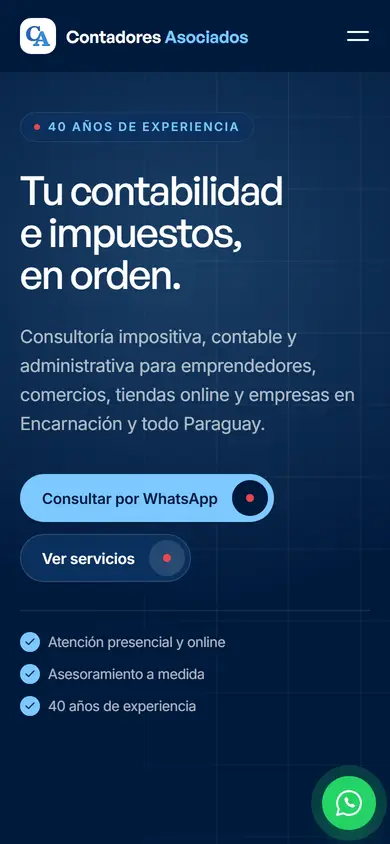 CA
Contadores Asociados
40 AÑOS DE EXPERIENCIA
Tu contabilidad
e impuestos,
en orden.
Consultoría impositiva, contable y
administrativa para emprendedores,
comercios, tiendas online y empresas en
Encarnación y todo Paraguay.
Consultar por WhatsApp
Ver servicios
Atención presencial y online
Asesoramiento a medida
40 años de experiencia